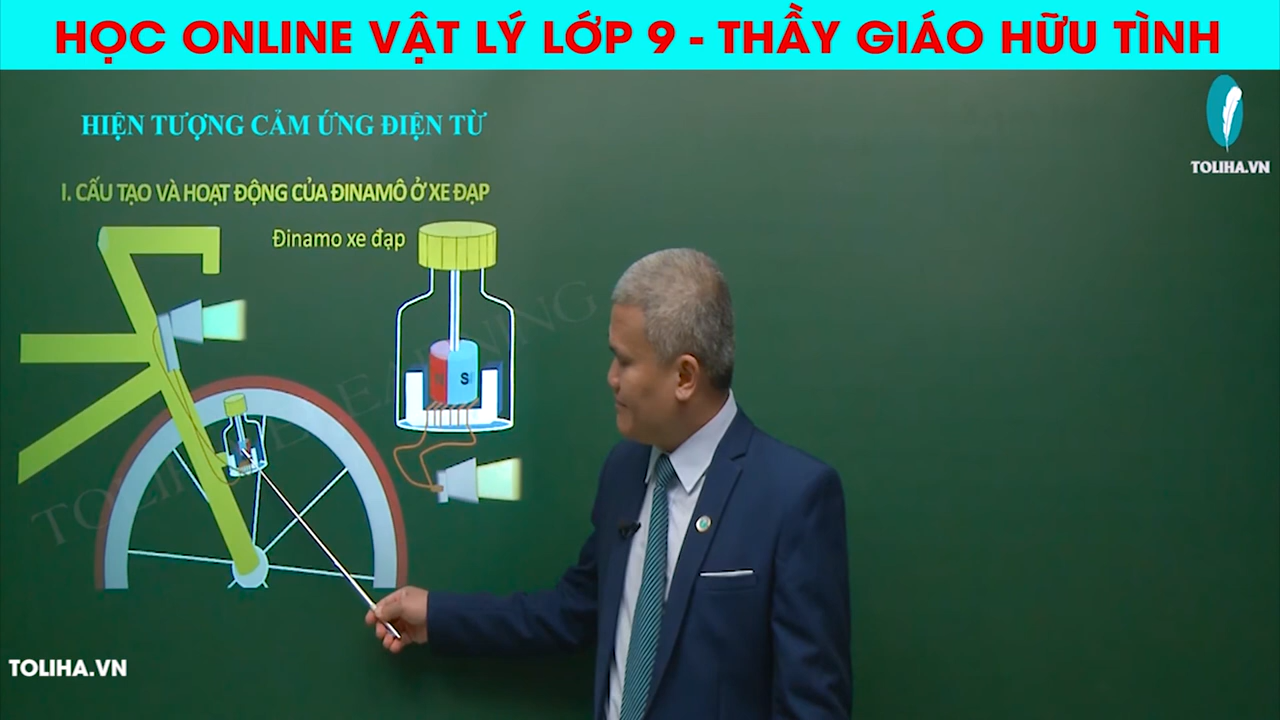 HỌC ONLINE VẬT LÝ LỚP 9 - THẦY GIÁO HỮU TÌNH
TOLIHA.VN
HIỆN TƯỢNG CẢM ỨNG ĐIỆN TỪ
I. CẤU TẠO VÀ HOẠT ĐỘNG CỦA ĐINAMÔ Ở XE ĐẠP
Đinamo xe đạp
S
TOLIHA.VN